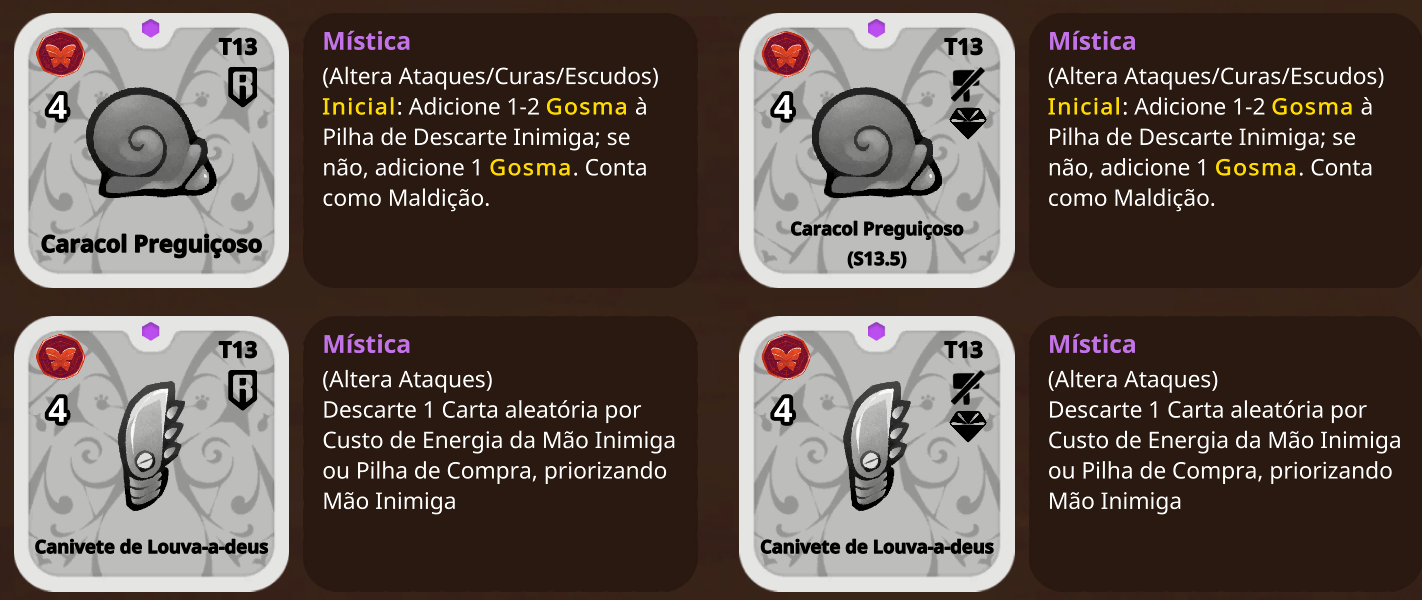 T13
4
Caracol Preguiçoso
Mística
(Altera Ataques/Curas/Escudos)
Inicial: Adicione 1-2 Gosma à
Pilha de Descarte Inimiga; se
não, adicione 1 Gosma. Conta
como Maldição.
T13
4
Caracol Preguiçoso
(S13.5)
Mística
(Altera Ataques/Curas/Escudos)
Inicial: Adicione 1-2 Gosma à
Pilha de Descarte Inimiga; se
não, adicione 1 Gosma. Conta
como Maldição.
T13
R
4
Canivete de Louva-a-deus
Mística
(Altera Ataques)
Descarte 1 Carta aleatória por
Custo de Energia da Mão Inimiga
ou Pilha de Compra, priorizando
Mão Inimiga
T13
4
Canivete de Louva-a-deus
Mística
(Altera Ataques)
Descarte 1 Carta aleatória por
Custo de Energia da Mão Inimiga
ou Pilha de Compra, priorizando
Mão Inimiga